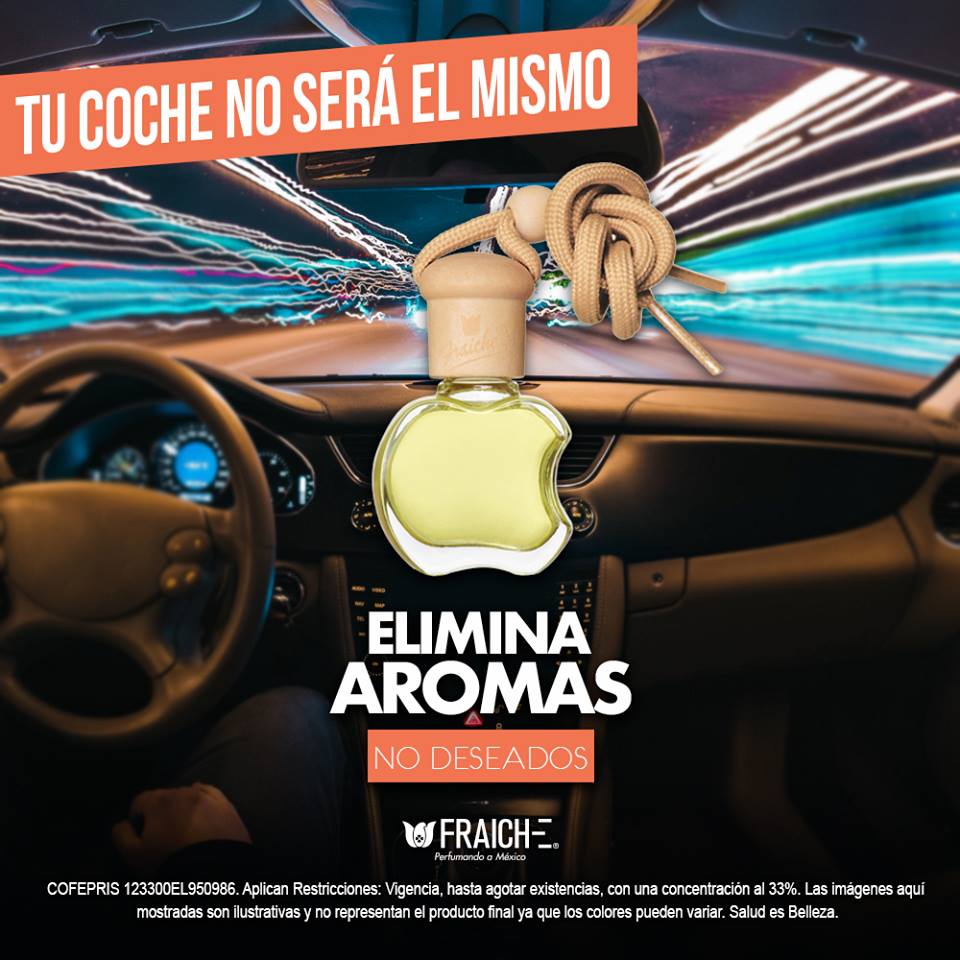 TU COCHE NO SERÁ EL MISMO
Fraiche
ELIMINA
AROMAS
NO DESEADOS
FRAICHE®
Perfumando a México
COFEPRIS 123300EL950986. Aplican Restricciones: Vigencia, hasta agotar existencias, con una concentración al 33%. Las imágenes aquí
mostradas son ilustrativas y no representan el producto final ya que los colores pueden variar. Salud es Belleza.